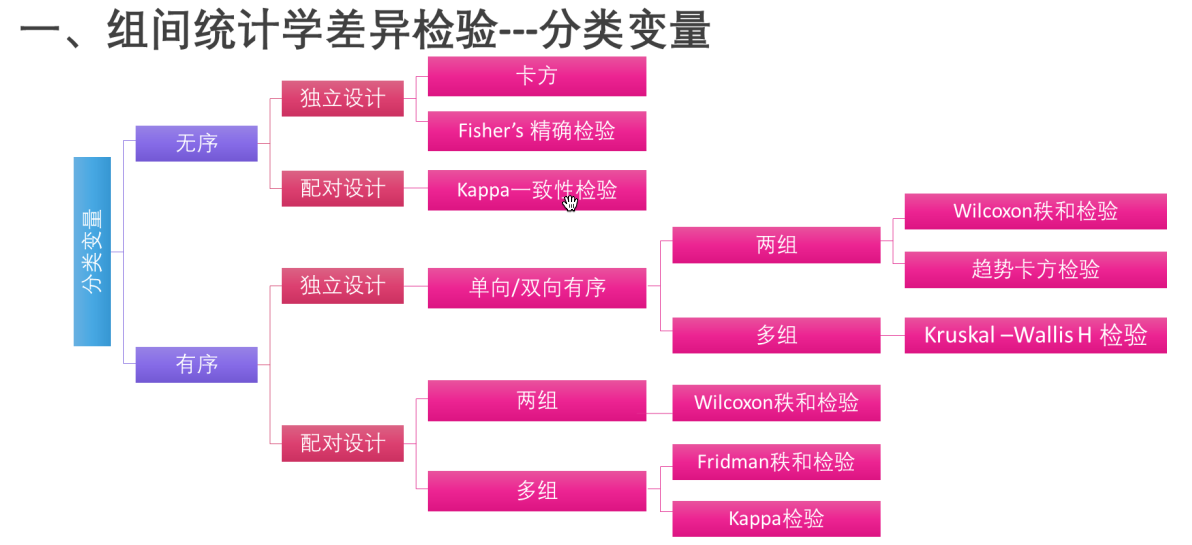 一、组间统计学差异检验---分类变量
分类变量
无序
独立设计
卡方
Fisher’s 精确检验
配对设计
Kappa一致性检验
有序
独立设计
单向/双向有序
两组
Wilcoxon秩和检验
趋势卡方检验
多组
Kruskal –Wallis H 检验
配对设计
两组
Wilcoxon秩和检验
多组
Fridman秩和检验
Kappa检验